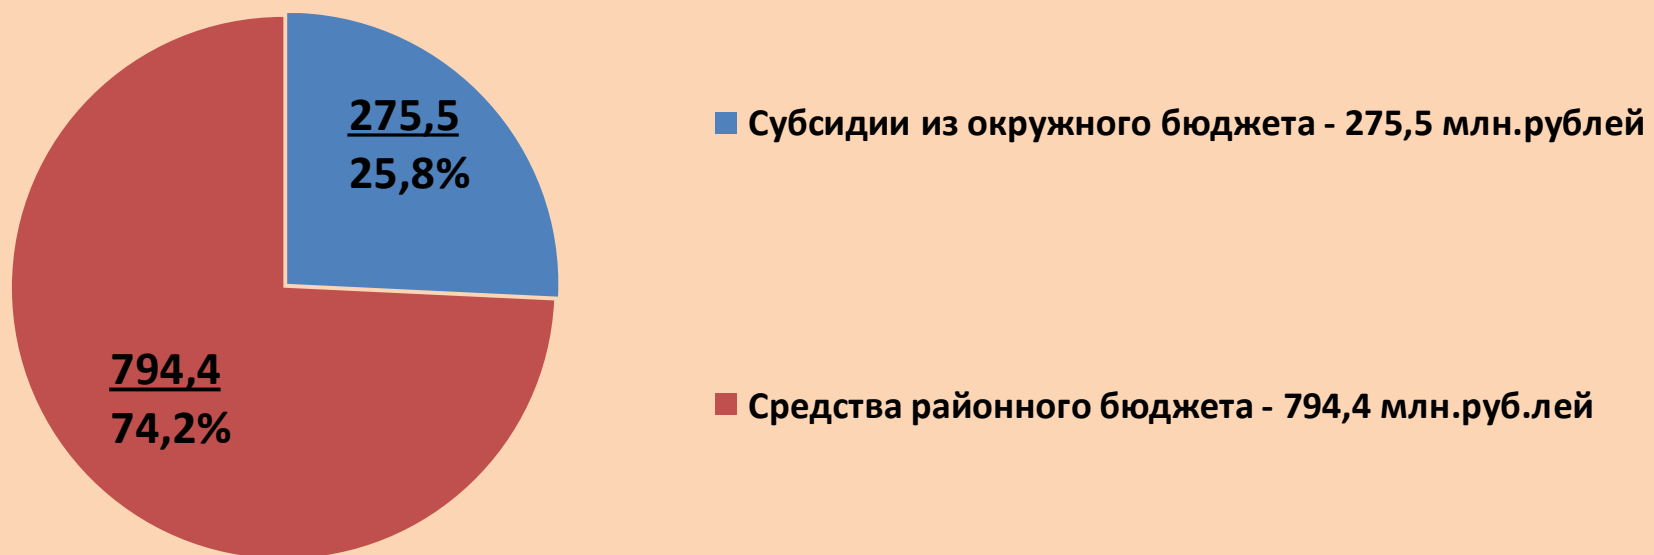 275,5
25,8%
794,4
74,2%
Субсидии из окружного бюджета - 275,5 млн.рублей
Средства районного бюджета - 794,4 млн.руб.лей